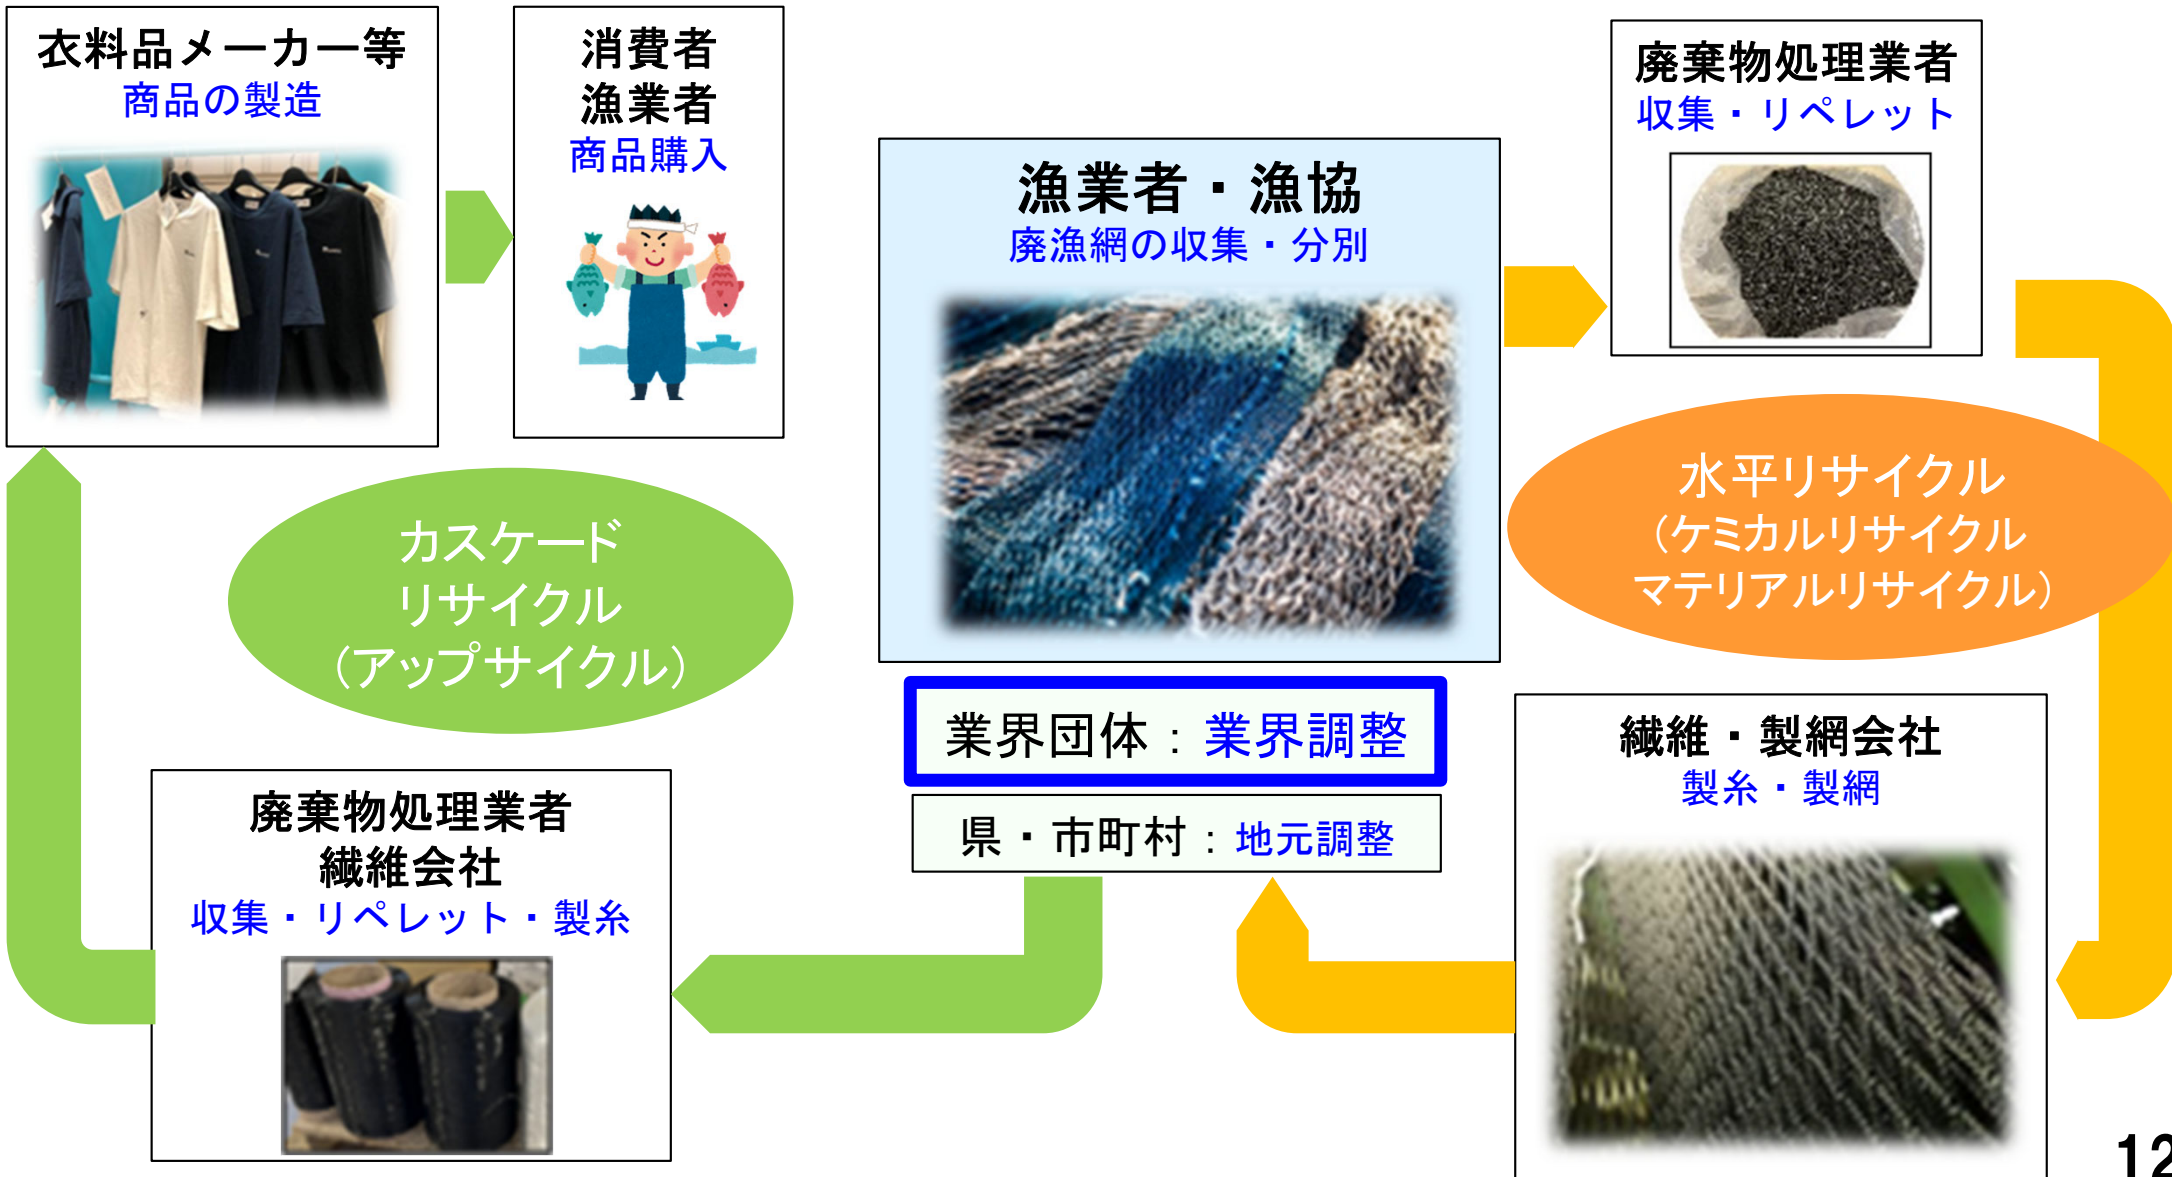 衣料品メーカー等
商品の製造
消費者
漁業者
商品購入
漁業者・漁協
廃漁網の収集・分別
廃棄物処理業者
収集・リペレット
カスケード
リサイクル
（アップサイクル）
水平リサイクル
（ケミカルリサイクル
マテリアルリサイクル）
業界団体：業界調整
県・市町村：地元調整
廃棄物処理業者
繊維会社
収集・リペレット・製糸
繊維・製網会社
製糸・製網
12